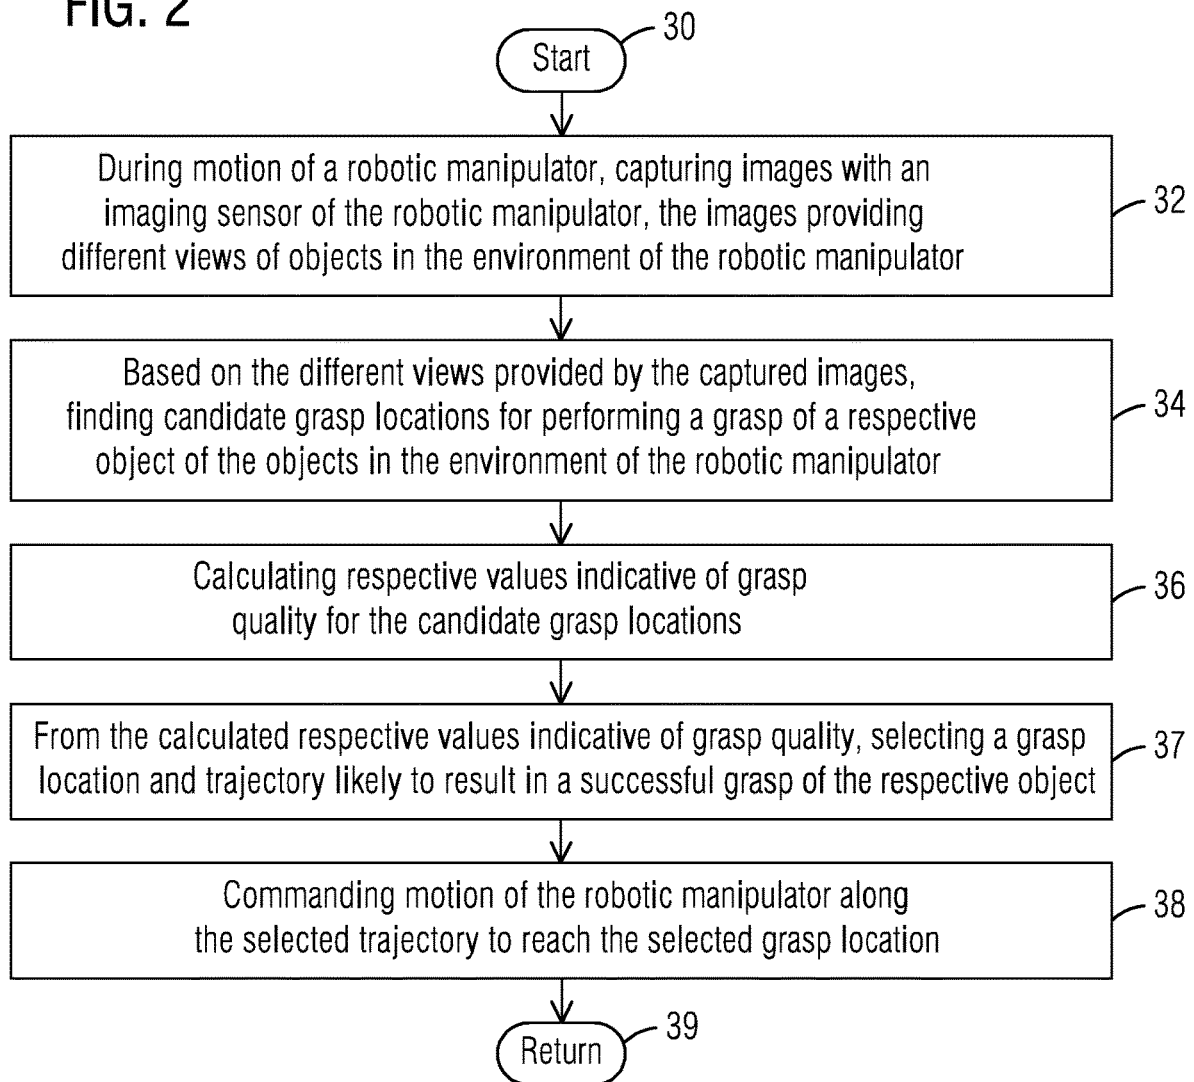 FIG. 2
Start
30
During motion of a robotic manipulator, capturing images with an
imaging sensor of the robotic manipulator, the images providing
different views of objects in the environment of the robotic manipulator
32
Based on the different views provided by the captured images,
finding candidate grasp locations for performing a grasp of a respective
object of the objects in the environment of the robotic manipulator
34
Calculating respective values indicative of grasp
quality for the candidate grasp locations
36
From the calculated respective values indicative of grasp quality, selecting a grasp
location and trajectory likely to result in a successful grasp of the respective object
37
Commanding motion of the robotic manipulator along
the selected trajectory to reach the selected grasp location
38
Return
39